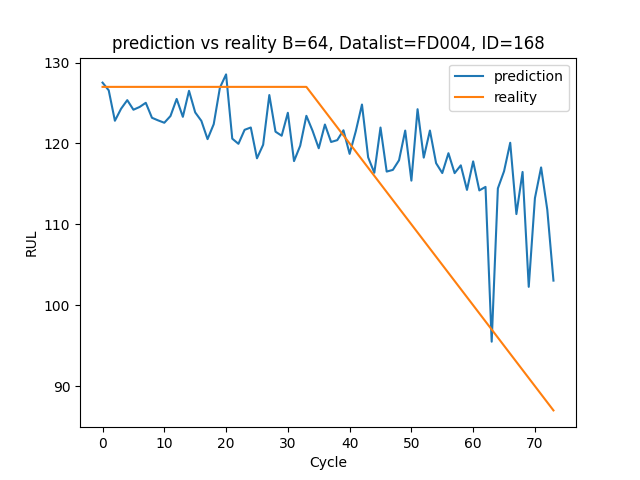 prediction vs reality B=64, Datalist=FD004, ID=168
prediction
reality
130
120
110
100
90
RUL
0 10 20 30 40 50 60 70
Cycle